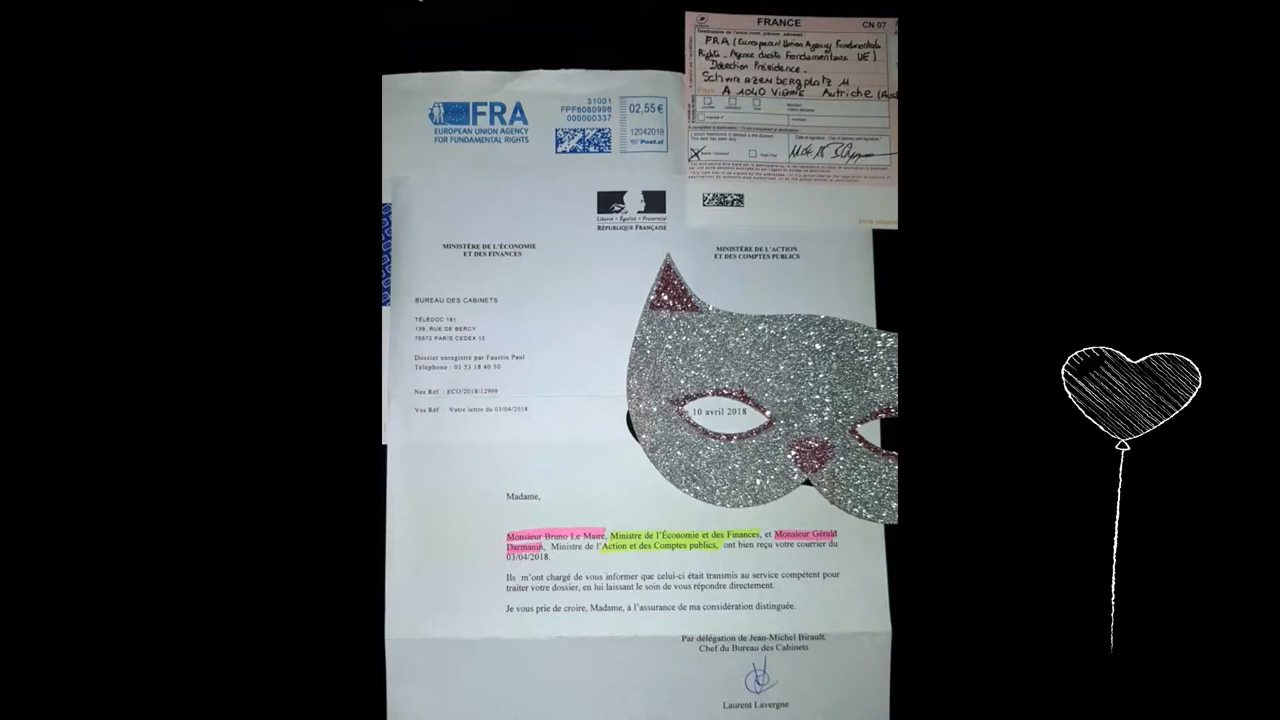 FRANCE
CN 07
FRA (European Union Agency Fundamentals
Rights - Agence droits Fondamentaux UE)
Direction Présidence.
Schwarzenbergplatz 11
A 1040 VIENNE Autriche
FRA
EUROPEAN UNION AGENCY
FOR FUNDAMENTAL RIGHTS
31001
FPF6080996
000000337
02,55 €
12042018
Post.at
Liberté • Égalité • Fraternité
RÉPUBLIQUE FRANÇAISE
MINISTÈRE DE L'ÉCONOMIE
ET DES FINANCES
MINISTÈRE DE L'ACTION
ET DES COMPTES PUBLICS
BUREAU DES CABINETS
TÉLÉDOC 181
139, RUE DE BERCY
75572 PARIS CEDEX 12
Dossier enregistré par Faustin Paul
Téléphone : 01 53 18 40 50
Nos Réf. : ECO/2018/12999
Vos Réf. : Votre lettre du 03/04/2018
10 avril 2018
Madame,
Monsieur Bruno Le Maire, Ministre de l'Économie et des Finances, et Monsieur Gérald
Darmanin, Ministre de l'Action et des Comptes publics, ont bien reçu votre courrier du
03/04/2018.
Ils m'ont chargé de vous informer que celui-ci était transmis au service compétent pour
traiter votre dossier, en lui laissant le soin de vous répondre directement.
Je vous prie de croire, Madame, à l'assurance de ma considération distinguée.
Par délégation de Jean-Michel Birault,
Chef du Bureau des Cabinets
Laurent Lavergne